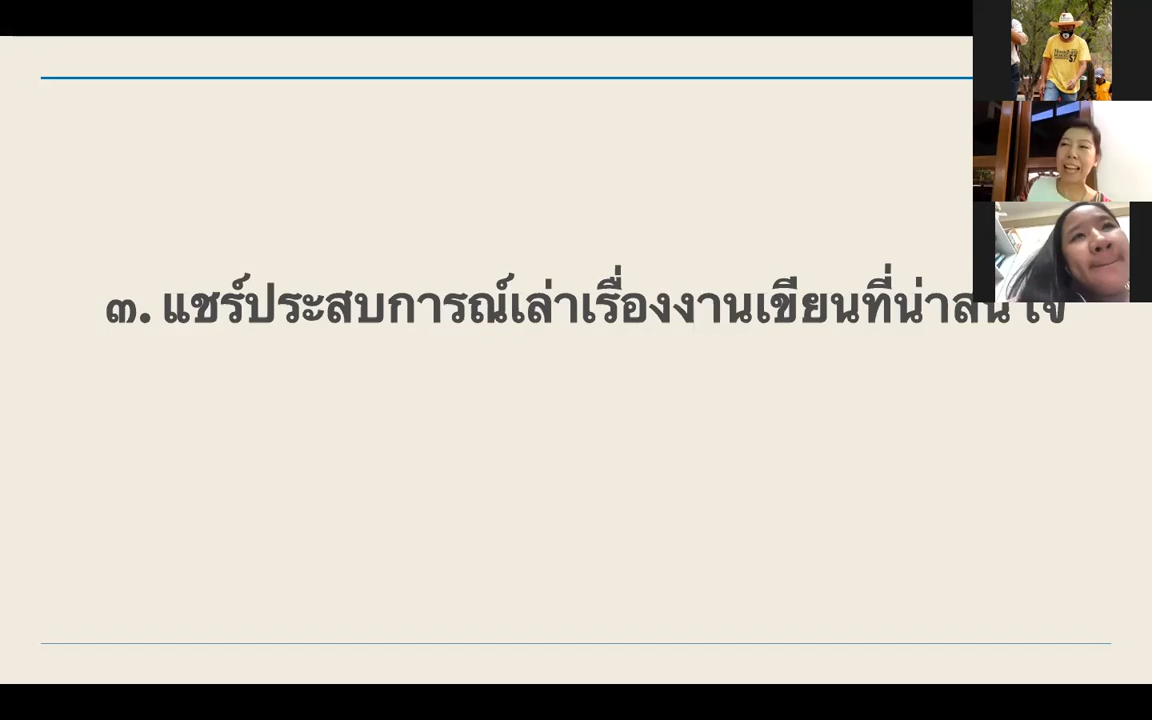 ๓. แชร์ประสบการณ์เล่าเรื่องงานเขียนที่น่าสนใจ